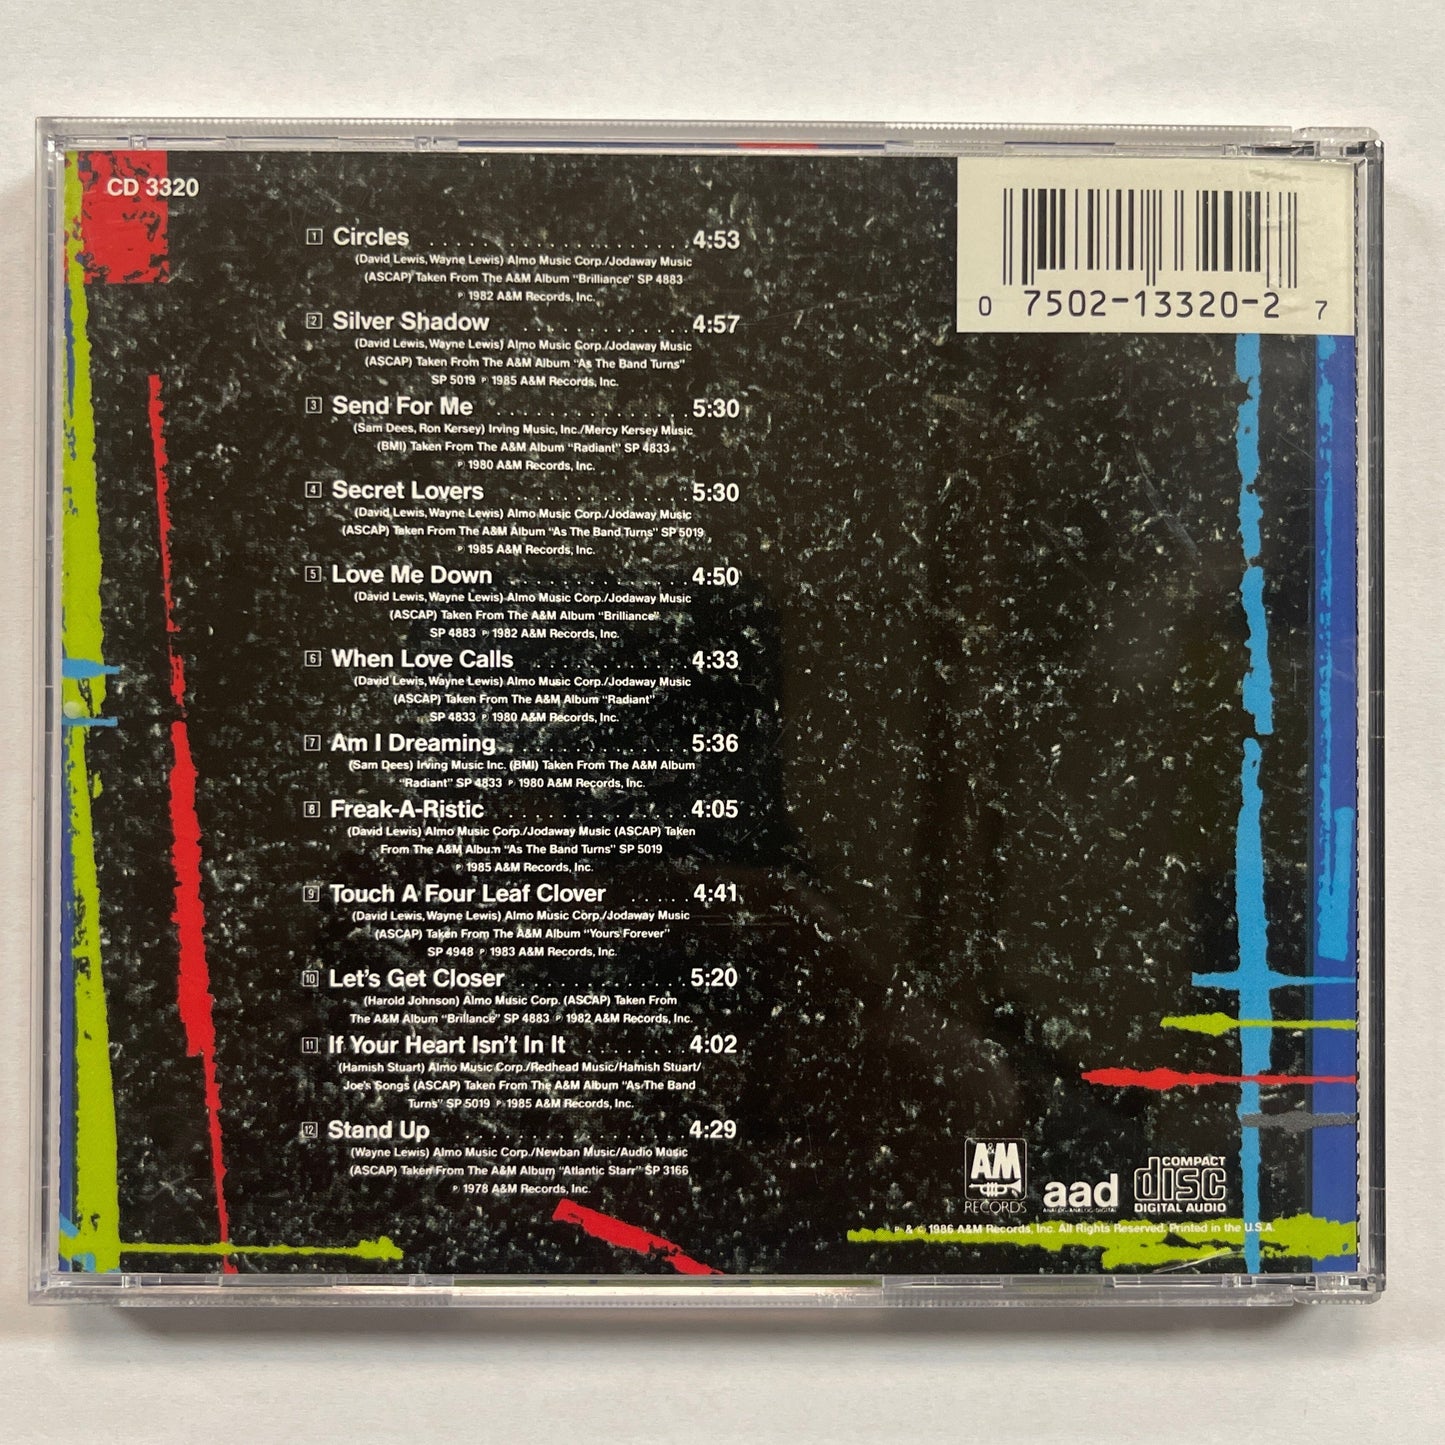 CD 3320
0 7502-13320-2 7
1 Circles 4:53
(David Lewis, Wayne Lewis) Almo Music Corp./Jodaway Music
(ASCAP) Taken From The A&M Album "Brilliance" SP 4883
℗ 1982 A&M Records, Inc.
2 Silver Shadow 4:57
(David Lewis, Wayne Lewis) Almo Music Corp./Jodaway Music
(ASCAP) Taken From The A&M Album "As The Band Turns"
SP 5019 ℗ 1985 A&M Records, Inc.
3 Send For Me 5:30
(Sam Dees, Ron Kersey) Irving Music, Inc./Mercy Kersey Music
(BMI) Taken From The A&M Album "Radiant" SP 4833
℗ 1980 A&M Records, Inc.
4 Secret Lovers 5:30
(David Lewis, Wayne Lewis) Almo Music Corp./Jodaway Music
(ASCAP) Taken From The A&M Album "As The Band Turns" SP 5019
℗ 1985 A&M Records, Inc.
5 Love Me Down 4:50
(David Lewis, Wayne Lewis) Almo Music Corp./Jodaway Music
(ASCAP) Taken From The A&M Album "Brilliance"
SP 4883 ℗ 1982 A&M Records, Inc.
6 When Love Calls 4:33
(David Lewis, Wayne Lewis) Almo Music Corp./Jodaway Music
(ASCAP) Taken From The A&M Album "Radiant"
SP 4833 ℗ 1980 A&M Records, Inc.
7 Am I Dreaming 5:36
(Sam Dees) Irving Music Inc. (BMI) Taken From The A&M Album
"Radiant" SP 4833 ℗ 1980 A&M Records, Inc.
8 Freak-A-Ristic 4:05
(David Lewis) Almo Music Corp./Jodaway Music (ASCAP) Taken
From The A&M Album "As The Band Turns" SP 5019
℗ 1985 A&M Records, Inc.
9 Touch A Four Leaf Clover 4:41
(David Lewis, Wayne Lewis) Almo Music Corp./Jodaway Music
(ASCAP) Taken From The A&M Album "Yours Forever"
SP 4948 ℗ 1983 A&M Records, Inc.
10 Let's Get Closer 5:20
(Harold Johnson) Almo Music Corp. (ASCAP) Taken From
The A&M Album "Brillance" SP 4883 ℗ 1982 A&M Records, Inc.
11 If Your Heart Isn't In It 4:02
(Hamish Stuart) Almo Music Corp./Redhead Music/Hamish Stuart/
Joe's Songs (ASCAP) Taken From The A&M Album "As The Band
Turns" SP 5019 ℗ 1985 A&M Records, Inc.
12 Stand Up 4:29
(Wayne Lewis) Almo Music Corp./Newban Music/Audio Music
(ASCAP) Taken From The A&M Album "Atlantic Starr" SP 3166
℗ 1978 A&M Records, Inc.
A&M
RECORDS
aad
ANALOG-ANALOG-DIGITAL
COMPACT
disc
DIGITAL AUDIO
℗ & © 1986 A&M Records, Inc. All Rights Reserved. Printed in the U.S.A.